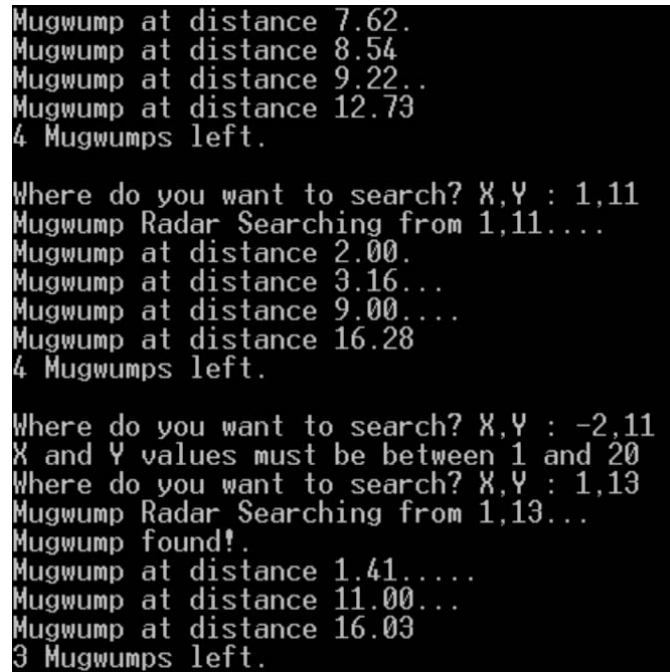 Mugwump at distance 7.62.
Mugwump at distance 8.54
Mugwump at distance 9.22..
Mugwump at distance 12.73
4 Mugwumps left.
Where do you want to search? X,Y : 1,11
Mugwump Radar Searching from 1,11....
Mugwump at distance 2.00.
Mugwump at distance 3.16...
Mugwump at distance 9.00....
Mugwump at distance 16.28
4 Mugwumps left.
Where do you want to search? X,Y : -2,11
X and Y values must be between 1 and 20
Where do you want to search? X,Y : 1,13
Mugwump Radar Searching from 1,13...
Mugwump found!.
Mugwump at distance 1.41.....
Mugwump at distance 11.00...
Mugwump at distance 16.03
3 Mugwumps left.